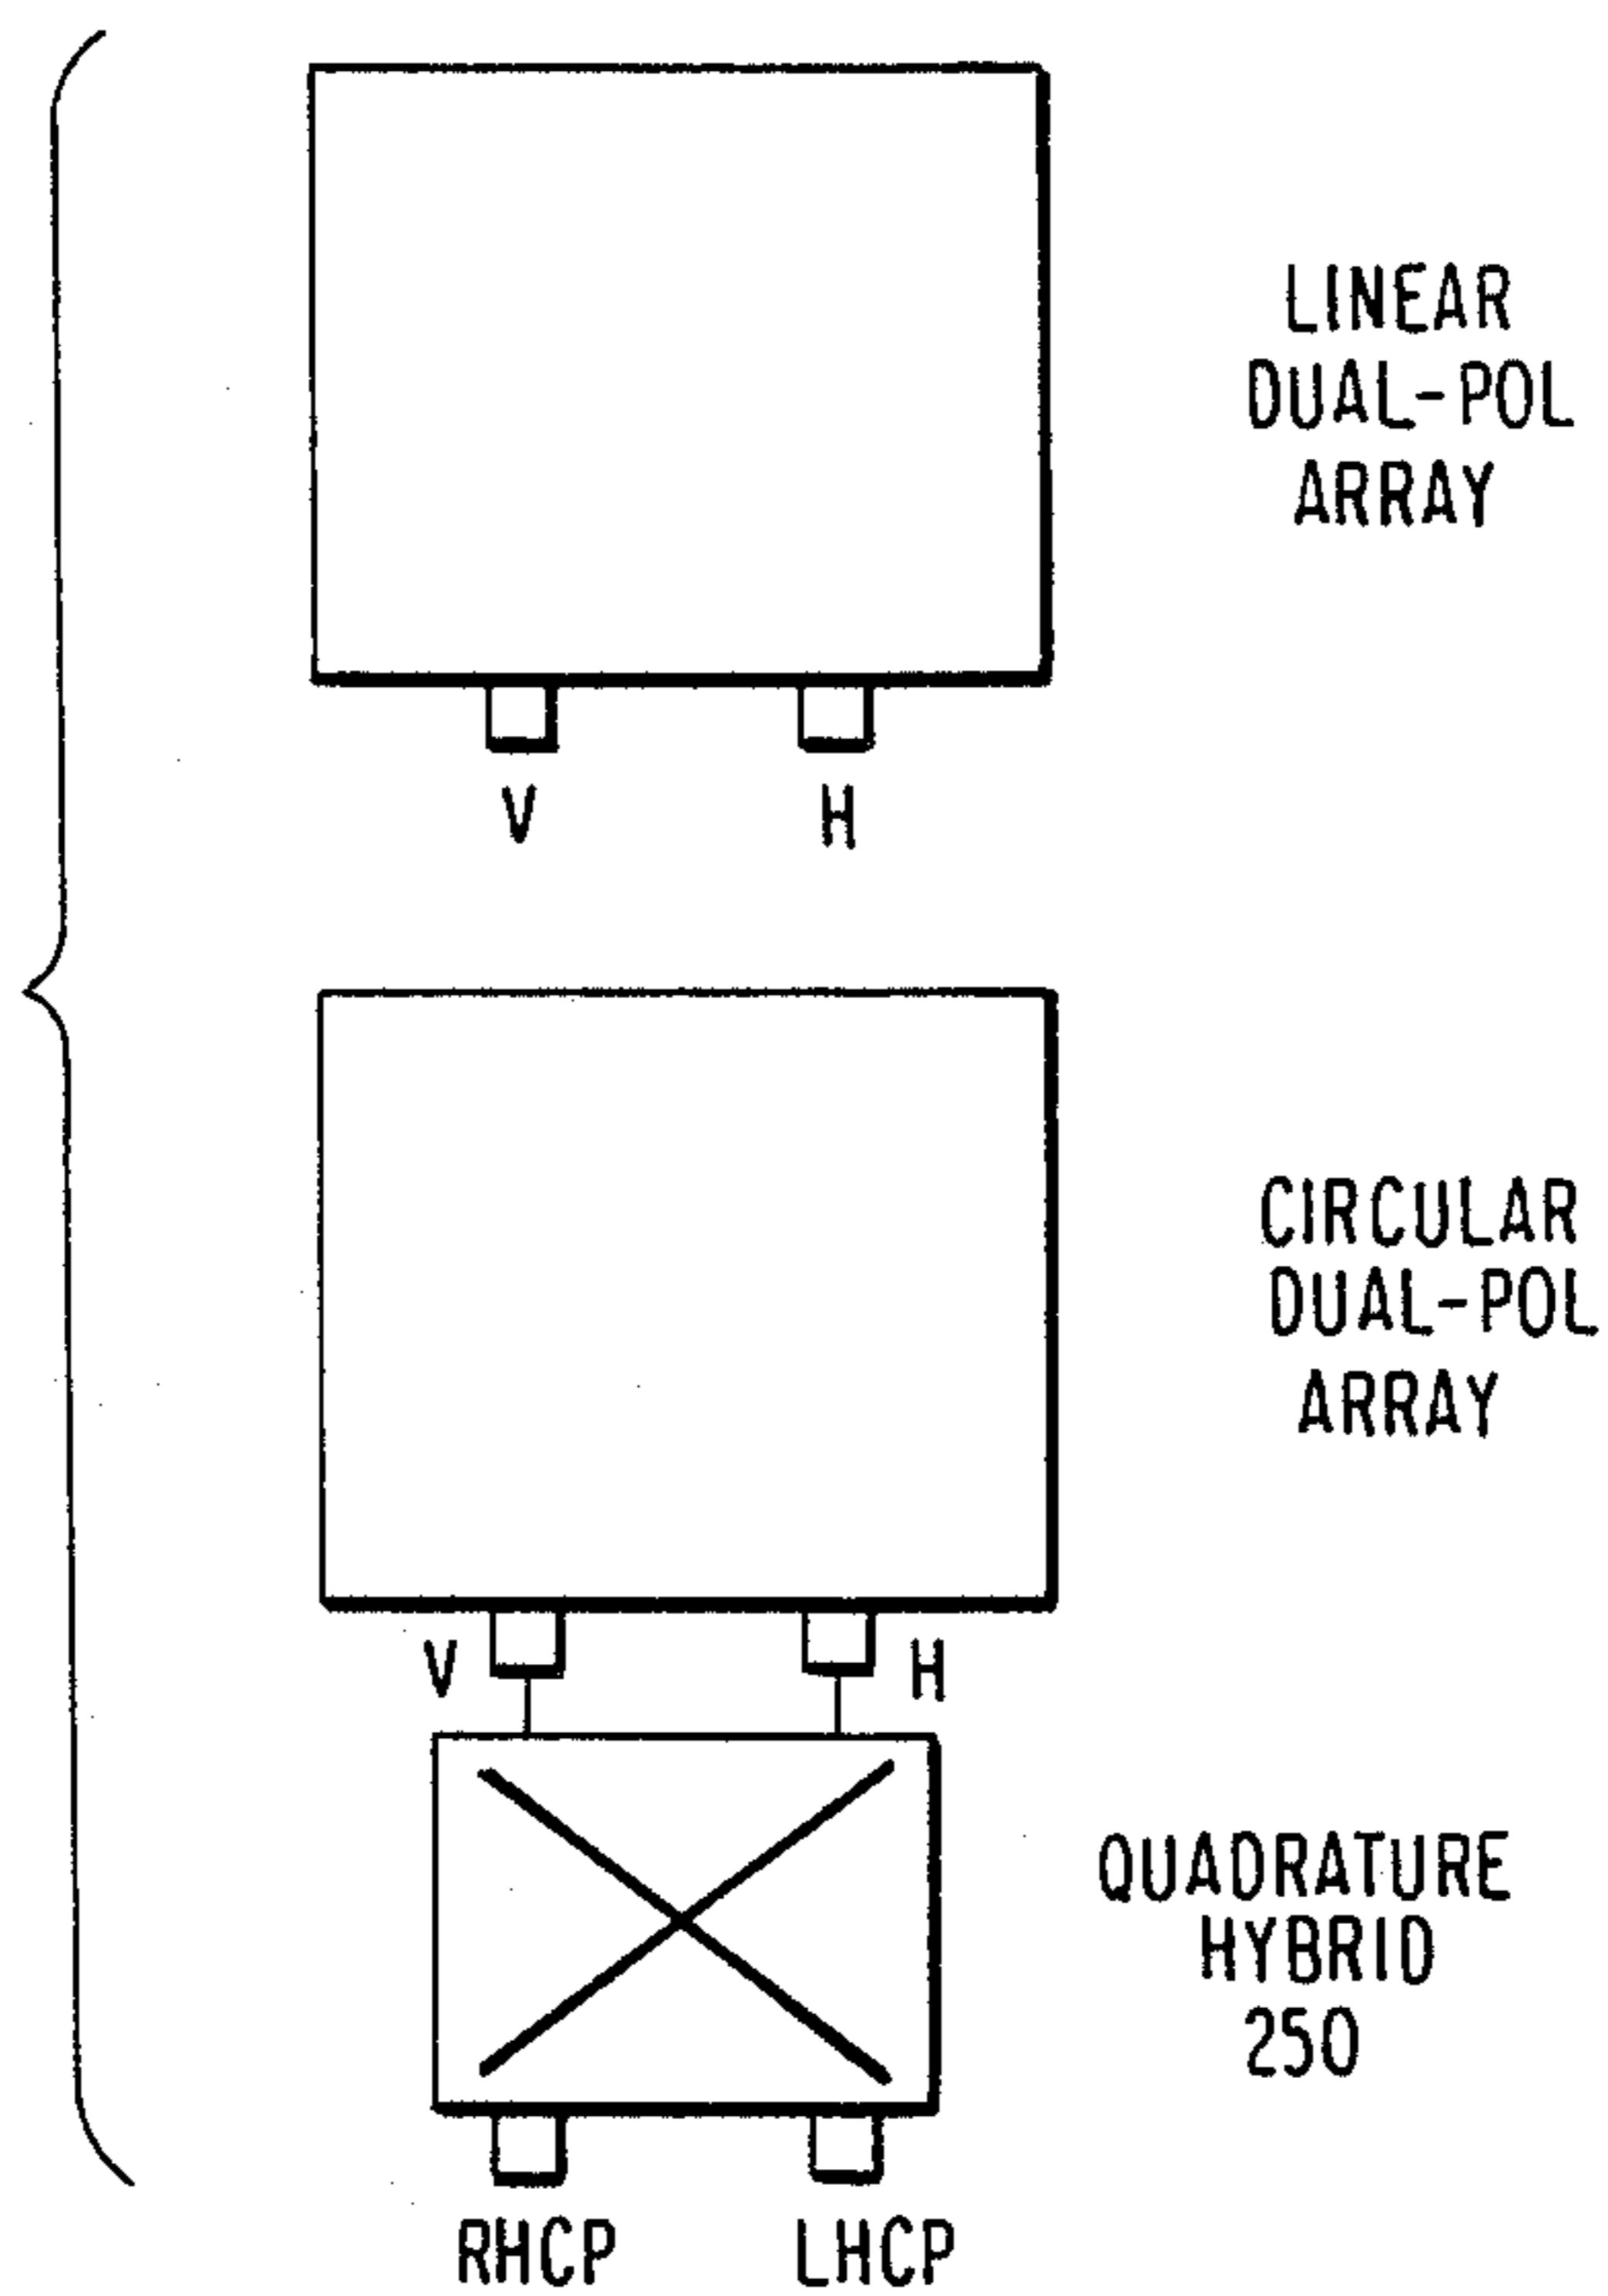 LINEAR
DUAL-POL
ARRAY
V H
CIRCULAR
DUAL-POL
ARRAY
V H
QUADRATURE
HYBRID
250
RHCP LHCP